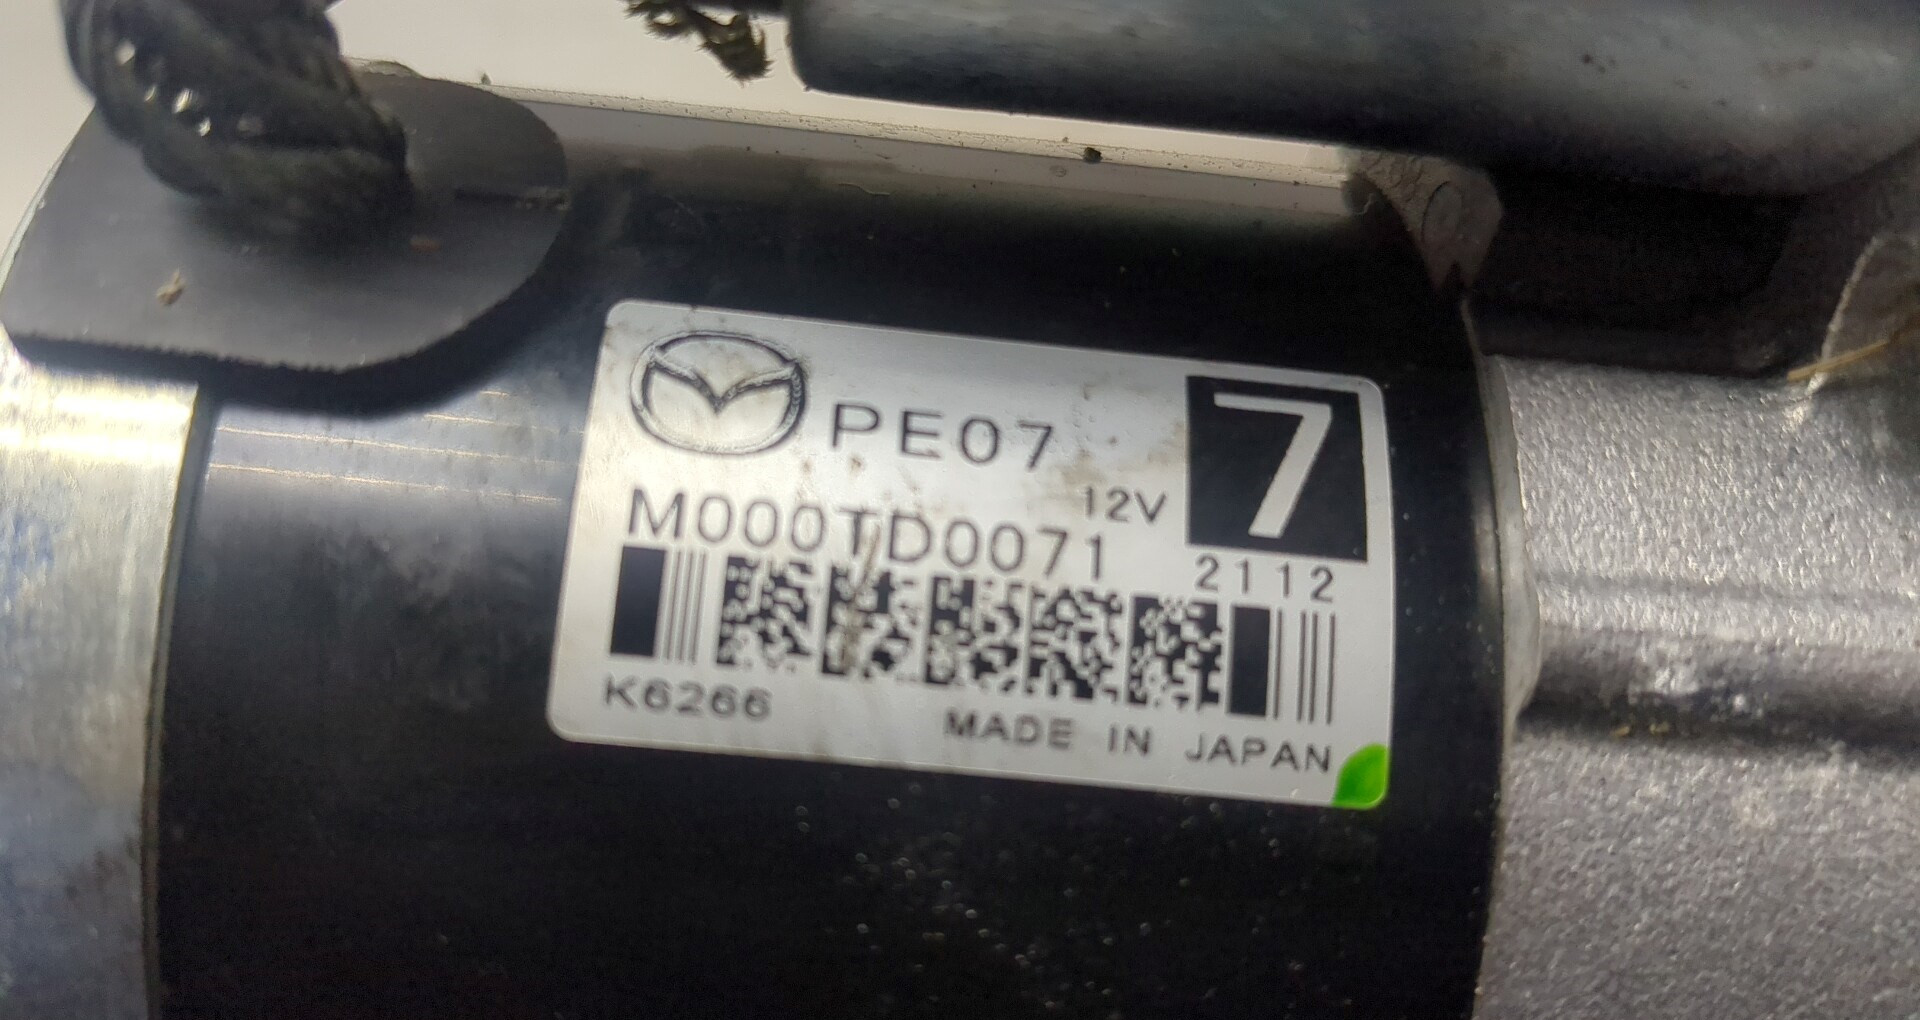 PE07
7
12V
M000TD0071
2112
K6266
MADE IN JAPAN